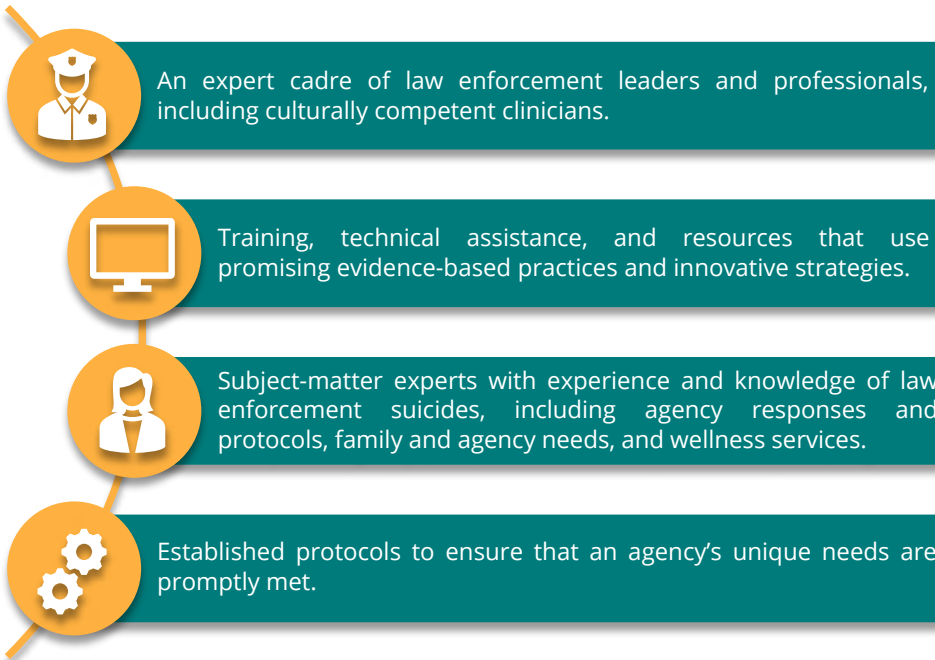 An expert cadre of law enforcement leaders and professionals,
including culturally competent clinicians.
Training, technical assistance, and resources that use
promising evidence-based practices and innovative strategies.
Subject-matter experts with experience and knowledge of law
enforcement suicides, including agency responses and
protocols, family and agency needs, and wellness services.
Established protocols to ensure that an agency’s unique needs are
promptly met.